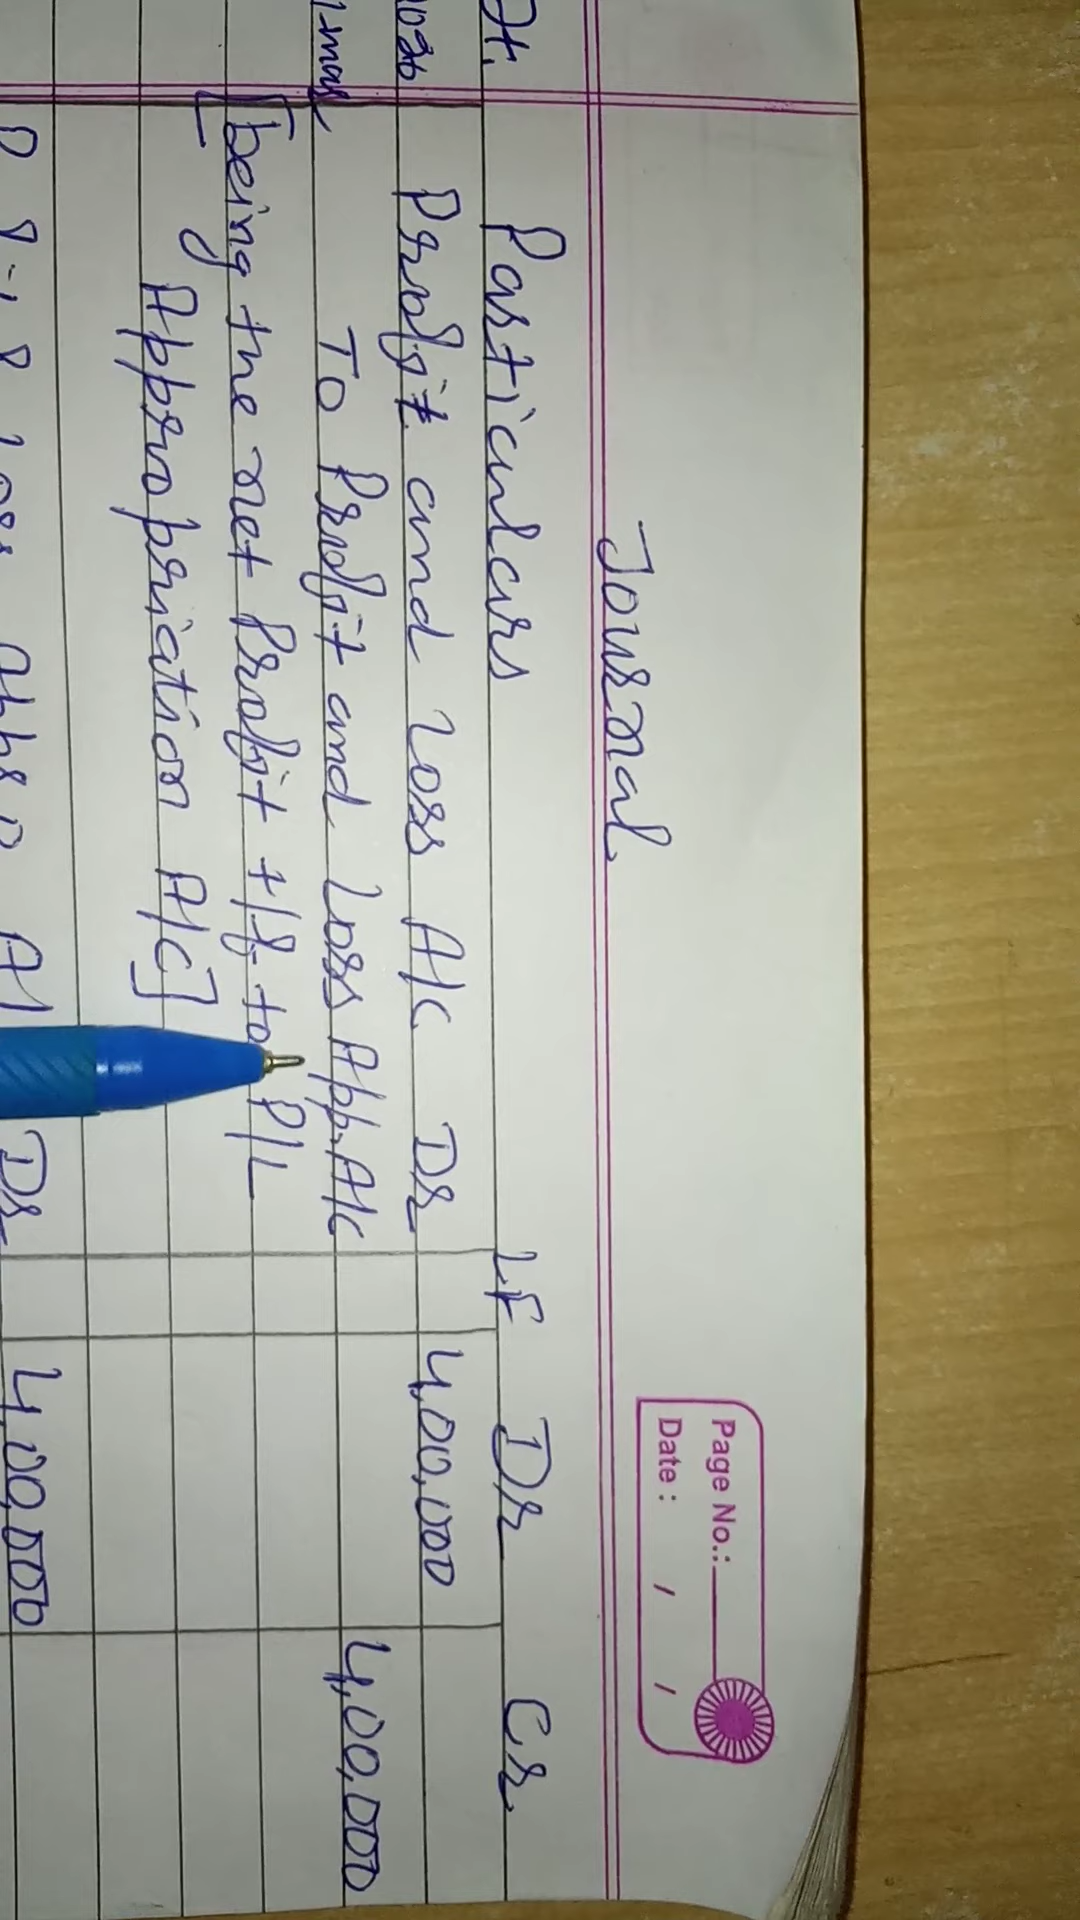 Page No.:
Date : / /
Journal
Dt. Particulars LF Dr Cr
Profit and Loss A/c Dr 4,00,000
To Profit and Loss App. A/c 4,00,000
[being the net Profit t/f to P/L
Appropriation A/C]
Dr 4,00,000